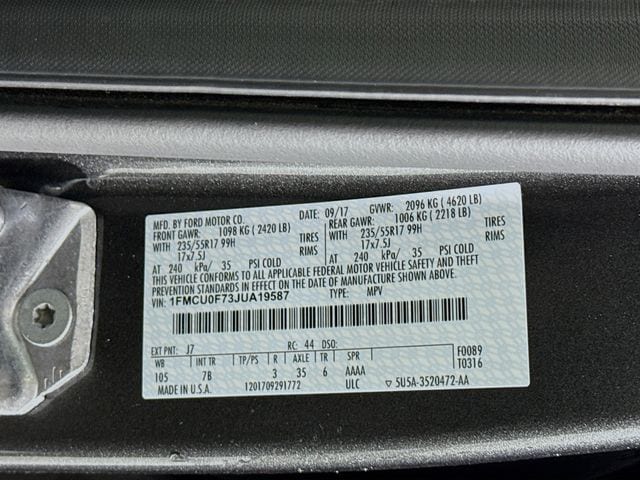 MFD. BY FORD MOTOR CO. 09/17 GVWR: 2096 KG ( 4620 LB)
FRONT GAWR: 1098 KG ( 2420 LB) REAR GAWR: 1006 KG ( 2218 LB)
WITH 235/55R17 99H TIRES WITH 235/55R17 99H TIRES
17x7.5J RIMS 17x7.5J RIMS
AT 240 kPa/ 35 PSI COLD AT 240 kPa/ 35 PSI COLD
THIS VEHICLE CONFORMS TO ALL APPLICABLE FEDERAL MOTOR VEHICLE SAFETY AND THEFT
PREVENTION STANDARDS IN EFFECT ON THE DATE OF MANUFACTURE SHOWN ABOVE.
VIN: 1FMCU0F73JUA19587 TYPE: MPV
EXT PNT: J7 RC: 44 DSO: F0089
WB INT TR TP/PS R AXLE TR SPR T0316
105 7B 3 35 6 AAAA
MADE IN U.S.A. 1201709291772 ULC 5U5A-3520472-AA